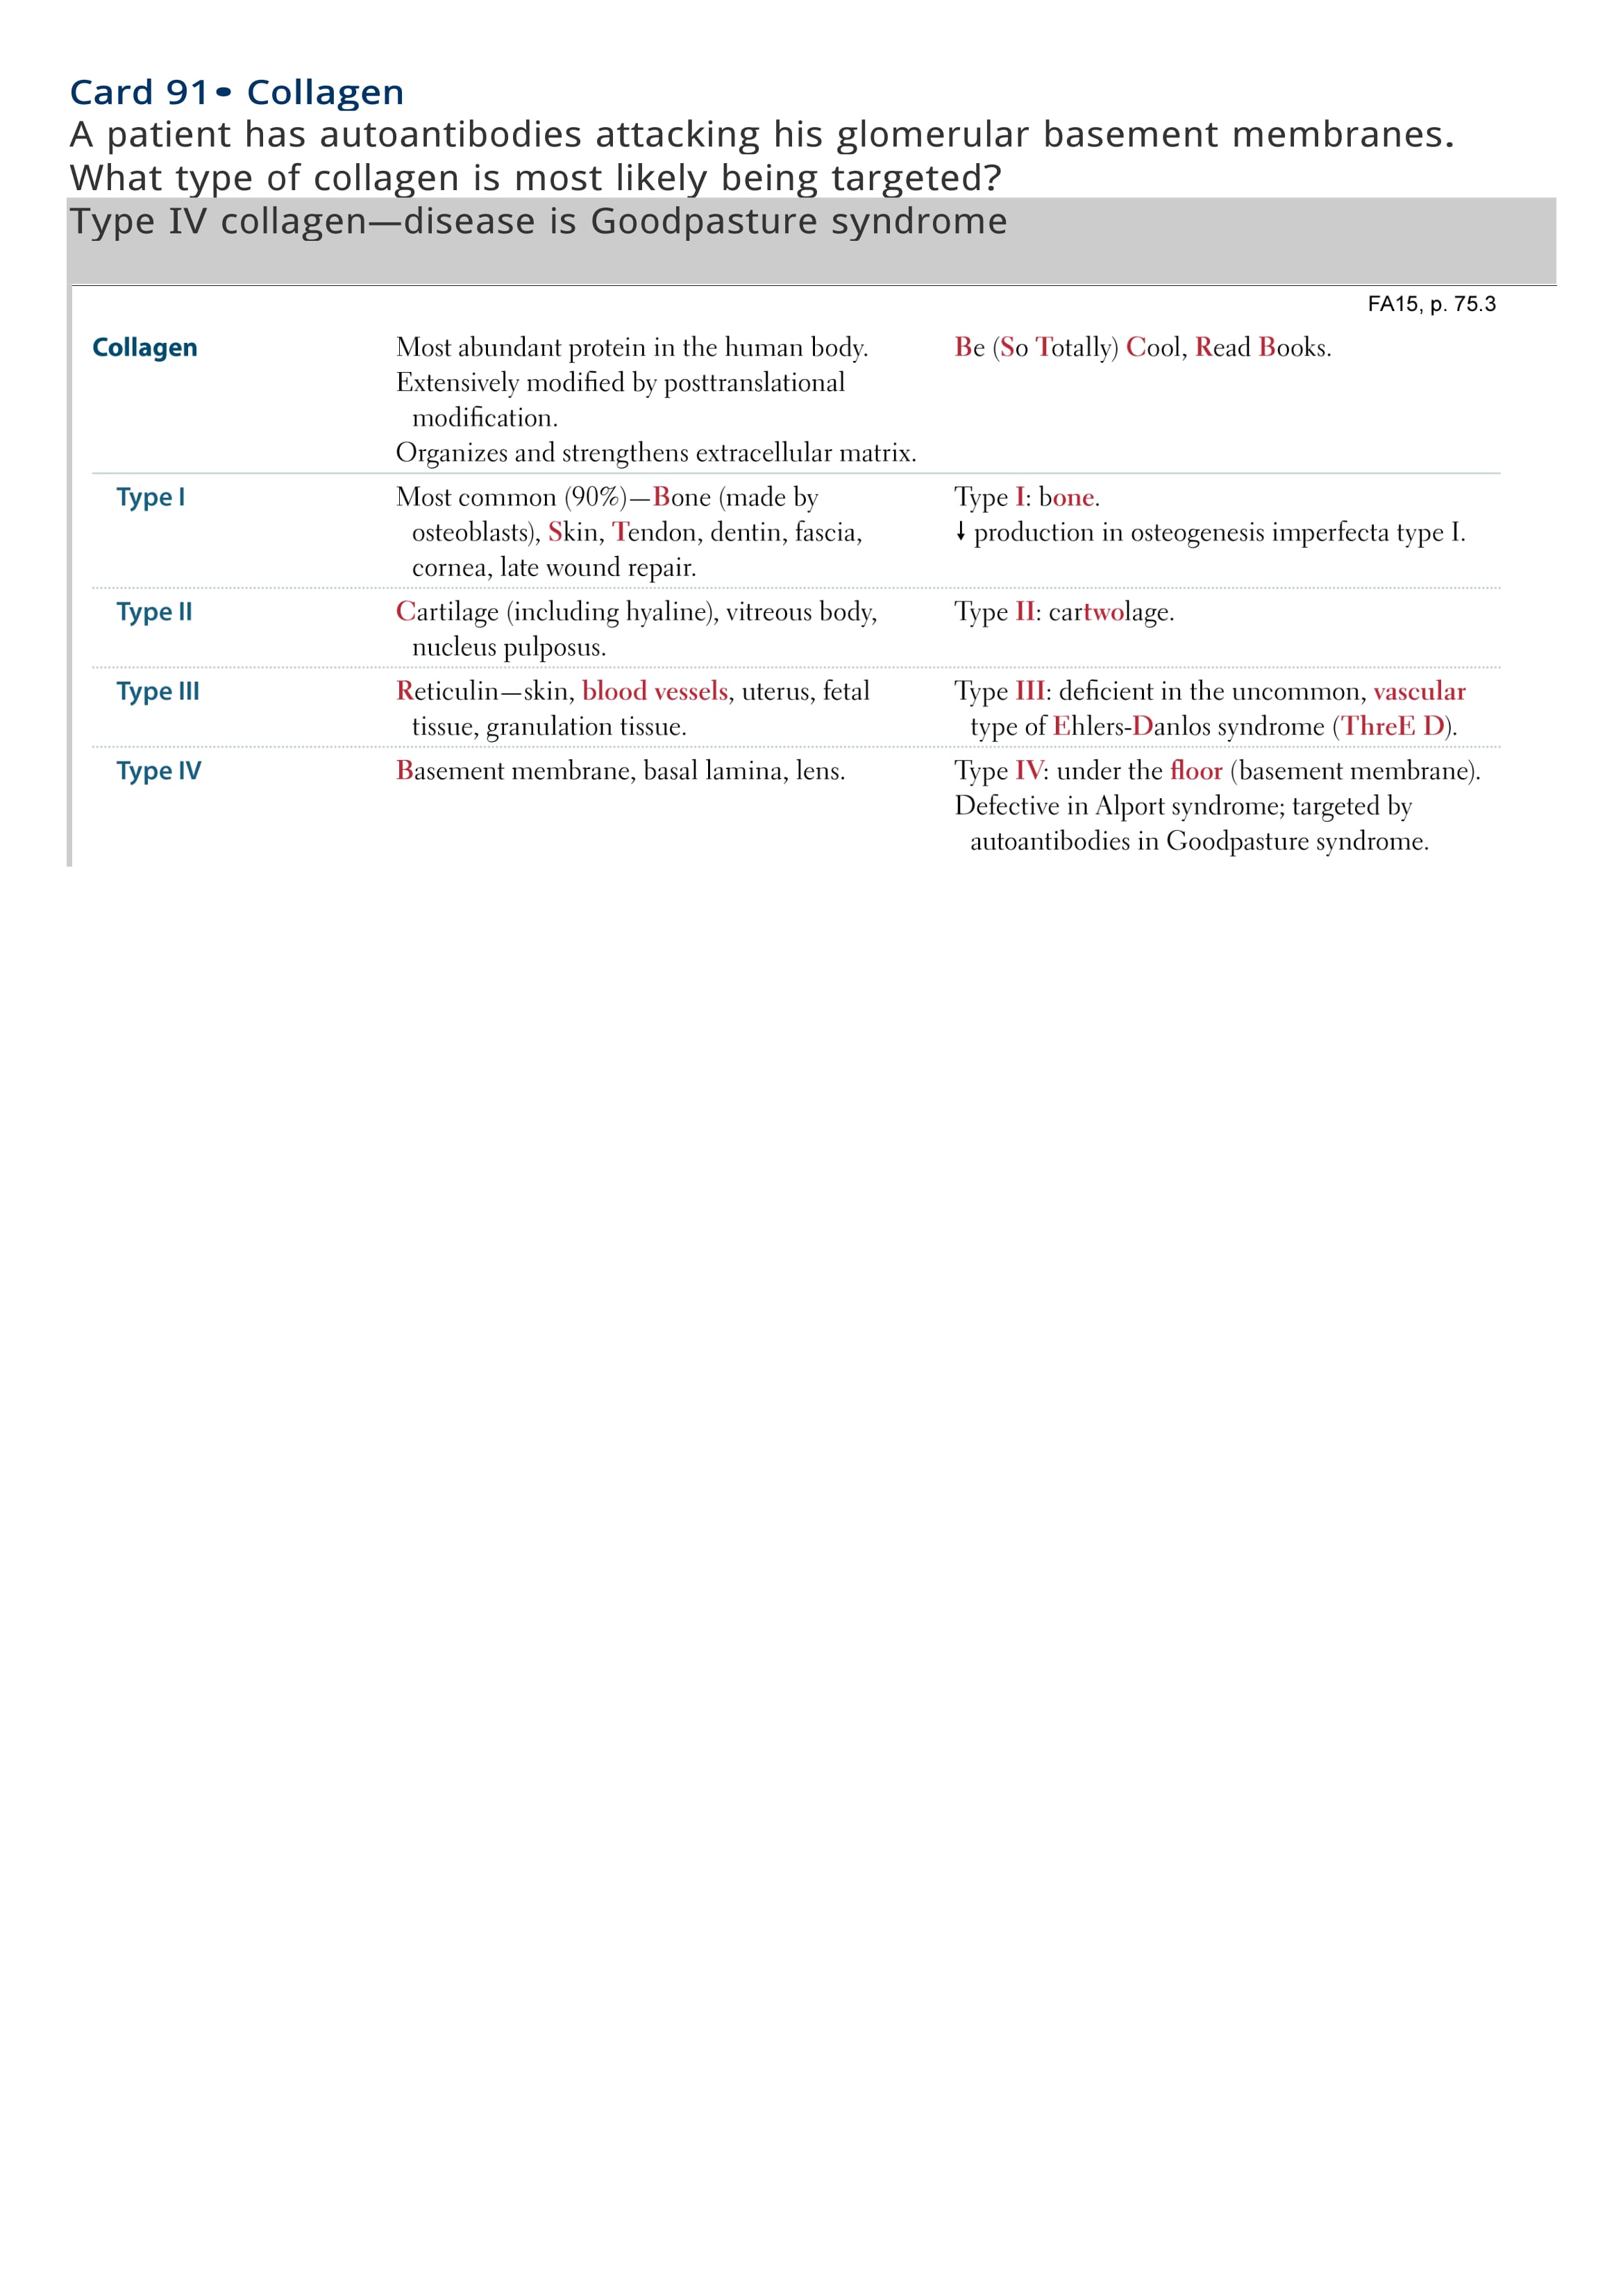 Card 91• Collagen
A patient has autoantibodies attacking his glomerular basement membranes.
What type of collagen is most likely being targeted?
Type IV collagen—disease is Goodpasture syndrome
FA15, p. 75.3
Collagen Most abundant protein in the human body. Be (So Totally) Cool, Read Books.
Extensively modified by posttranslational
modification.
Organizes and strengthens extracellular matrix.
Type I Most common (90%)—Bone (made by Type I: bone.
osteoblasts), Skin, Tendon, dentin, fascia, ↓ production in osteogenesis imperfecta type I.
cornea, late wound repair.
Type II Cartilage (including hyaline), vitreous body, Type II: cartwolage.
nucleus pulposus.
Type III Reticulin—skin, blood vessels, uterus, fetal Type III: deficient in the uncommon, vascular
tissue, granulation tissue. type of Ehlers-Danlos syndrome (ThreE D).
Type IV Basement membrane, basal lamina, lens. Type IV: under the floor (basement membrane).
Defective in Alport syndrome; targeted by
autoantibodies in Goodpasture syndrome.